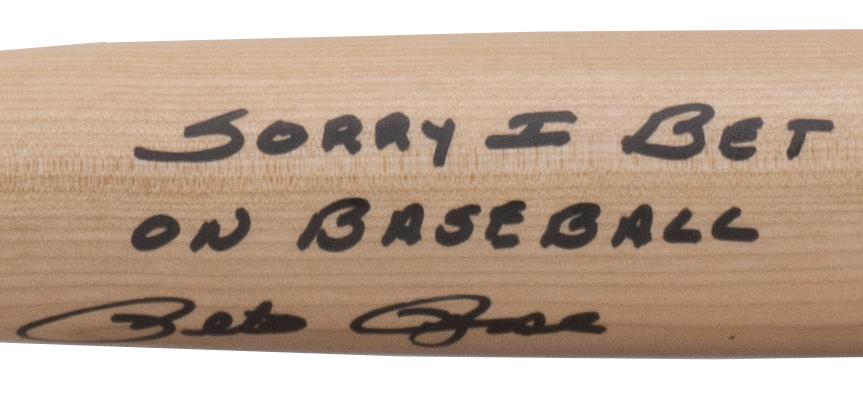 SORRY I BET
ON BASEBALL
Pete Rose